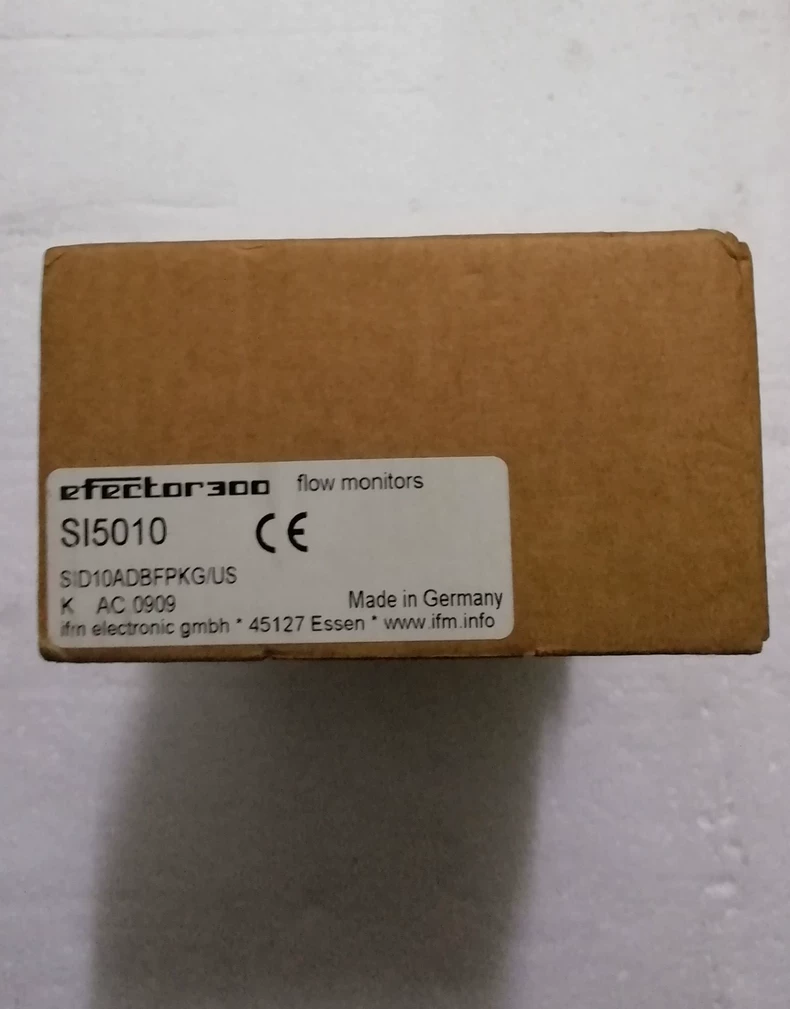 efector300 flow monitors
SI5010 CE
SID10ADBFPKG/US
K AC 0909 Made in Germany
ifm electronic gmbh * 45127 Essen * www.ifm.info